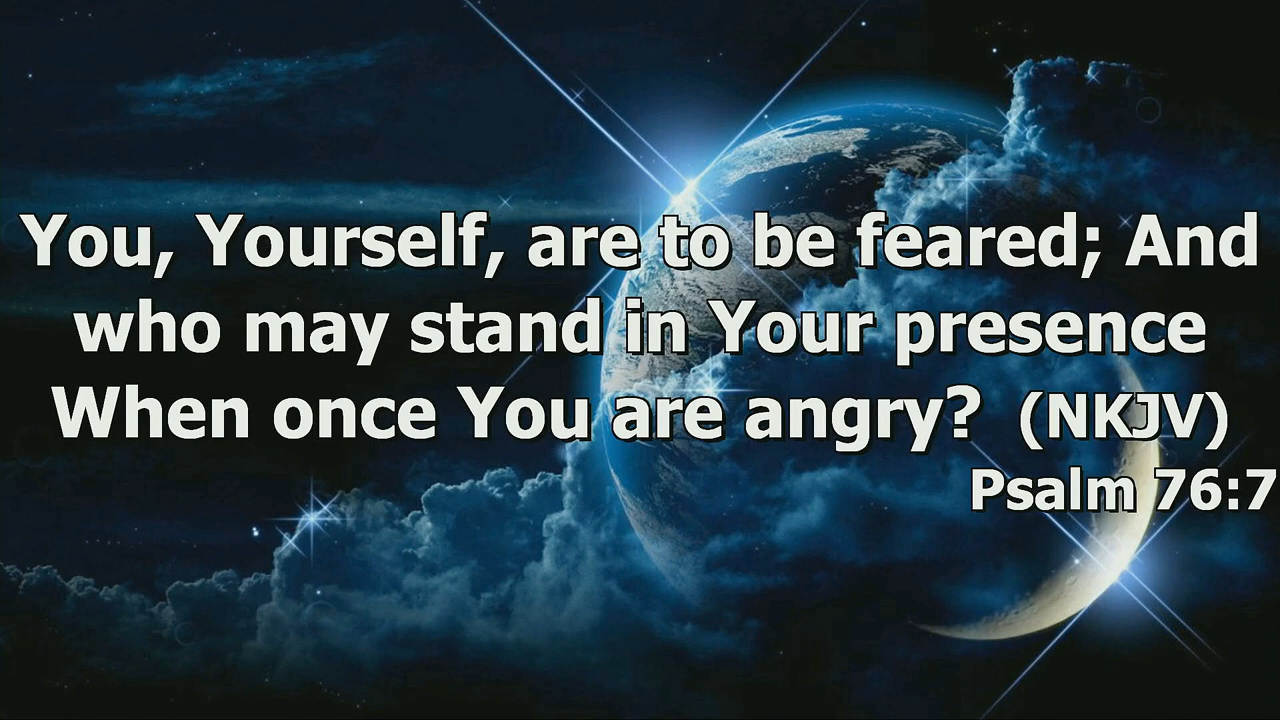 You, Yourself, are to be feared; And
who may stand in Your presence
When once You are angry? (NKJV)
Psalm 76:7